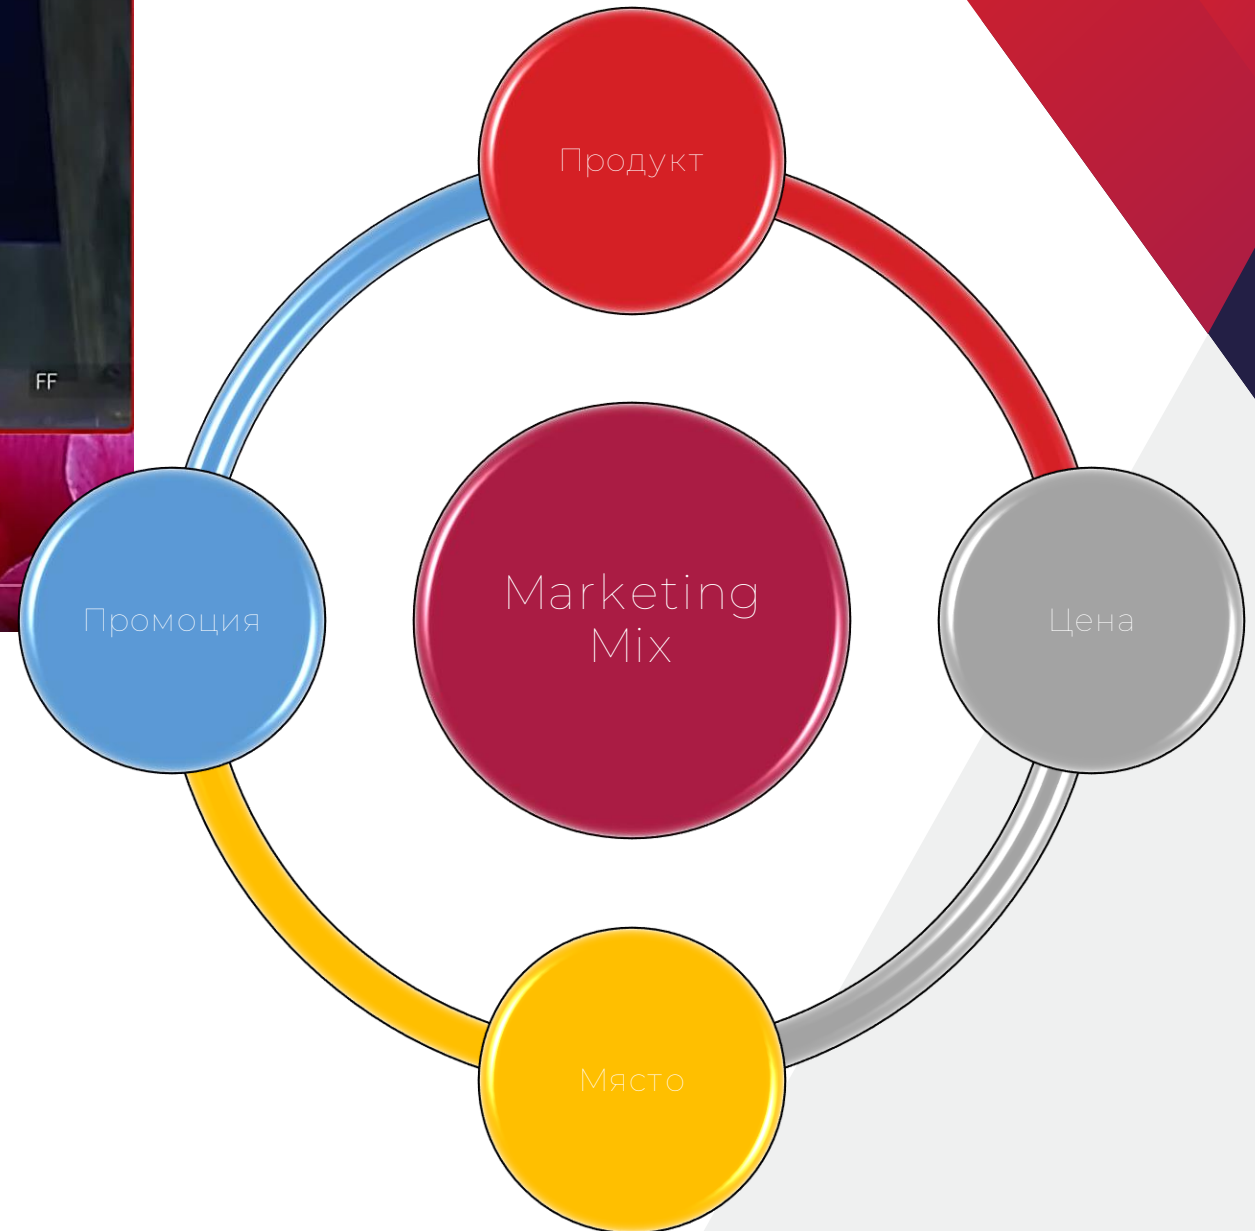 Продукт
FF
Marketing
Mix
Промоция
Цена
Място